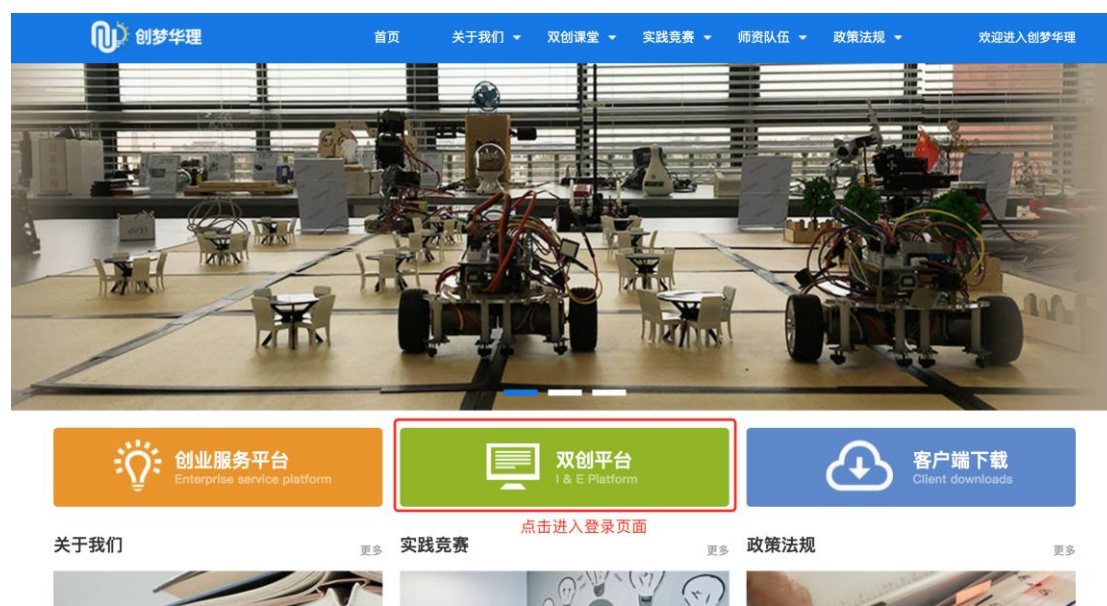 创梦华理
首页 关于我们 双创课堂 实践竞赛 师资队伍 政策法规 欢迎进入创梦华理
创业服务平台
Enterprise service platform
双创平台
I & E Platform
客户端下载
Client downloads
点击进入登录页面
关于我们 更多
实践竞赛 更多
政策法规 更多